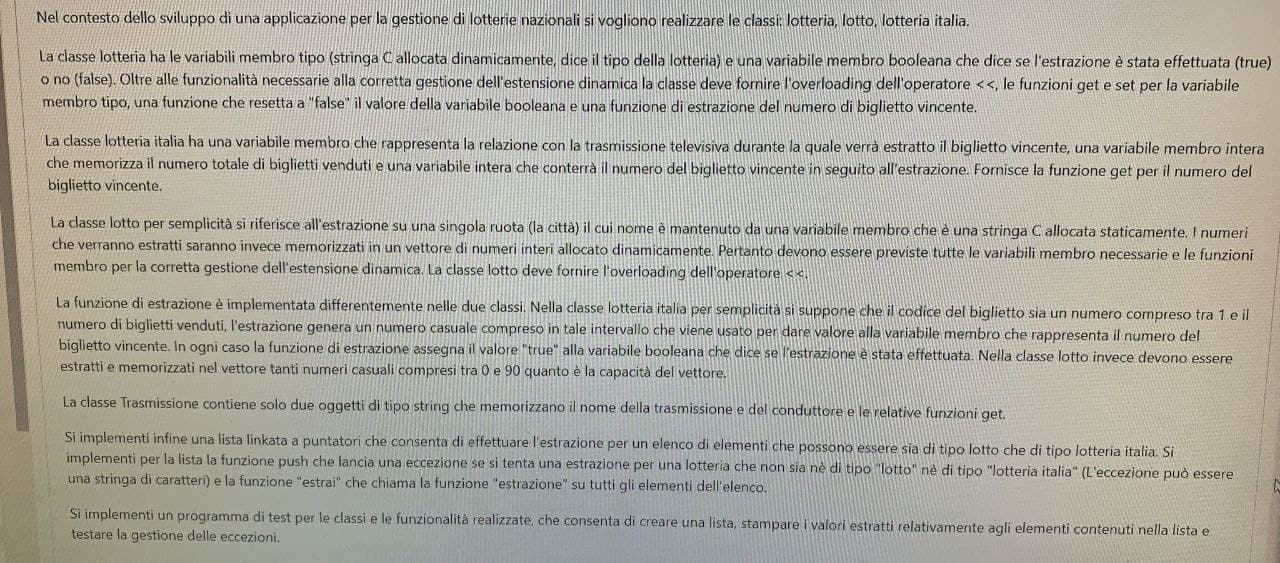 Nel contesto dello sviluppo di una applicazione per la gestione di lotterie nazionali si vogliono realizzare le classi: lotteria, lotto, lotteria italia.
La classe lotteria ha le variabili membro tipo (stringa C allocata dinamicamente, dice il tipo della lotteria) e una variabile membro booleana che dice se l'estrazione è stata effettuata (true)
o no (false). Oltre alle funzionalità necessarie alla corretta gestione dell'estensione dinamica la classe deve fornire l'overloading dell'operatore <<, le funzioni get e set per la variabile
membro tipo, una funzione che resetta a "false" il valore della variabile booleana e una funzione di estrazione del numero di biglietto vincente.
La classe lotteria italia ha una variabile membro che rappresenta la relazione con la trasmissione televisiva durante la quale verrà estratto il biglietto vincente, una variabile membro intera
che memorizza il numero totale di biglietti venduti e una variabile intera che conterrà il numero del biglietto vincente in seguito all'estrazione. Fornisce la funzione get per il numero del
biglietto vincente.
La classe lotto per semplicità si riferisce all'estrazione su una singola ruota (la città) il cui nome è mantenuto da una variabile membro che è una stringa C allocata staticamente. I numeri
che verranno estratti saranno invece memorizzati in un vettore di numeri interi allocato dinamicamente. Pertanto devono essere previste tutte le variabili membro necessarie e le funzioni
membro per la corretta gestione dell'estensione dinamica. La classe lotto deve fornire l'overloading dell'operatore <<.
La funzione di estrazione è implementata differentemente nelle due classi. Nella classe lotteria italia per semplicità si suppone che il codice del biglietto sia un numero compreso tra 1 e il
numero di biglietti venduti, l'estrazione genera un numero casuale compreso in tale intervallo che viene usato per dare valore alla variabile membro che rappresenta il numero del
biglietto vincente. In ogni caso la funzione di estrazione assegna il valore "true" alla variabile booleana che dice se l'estrazione è stata effettuata. Nella classe lotto invece devono essere
estratti e memorizzati nel vettore tanti numeri casuali compresi tra 0 e 90 quanto è la capacità del vettore.
La classe Trasmissione contiene solo due oggetti di tipo string che memorizzano il nome della trasmissione e del conduttore e le relative funzioni get.
Si implementi infine una lista linkata a puntatori che consenta di effettuare l'estrazione per un elenco di elementi che possono essere sia di tipo lotto che di tipo lotteria italia. Si
implementi per la lista la funzione push che lancia una eccezione se si tenta una estrazione per una lotteria che non sia nè di tipo "lotto" nè di tipo "lotteria italia" (L'eccezione può essere
una stringa di caratteri) e la funzione "estrai" che chiama la funzione "estrazione" su tutti gli elementi dell'elenco.
Si implementi un programma di test per le classi e le funzionalità realizzate, che consenta di creare una lista, stampare i valori estratti relativamente agli elementi contenuti nella lista e
testare la gestione delle eccezioni.